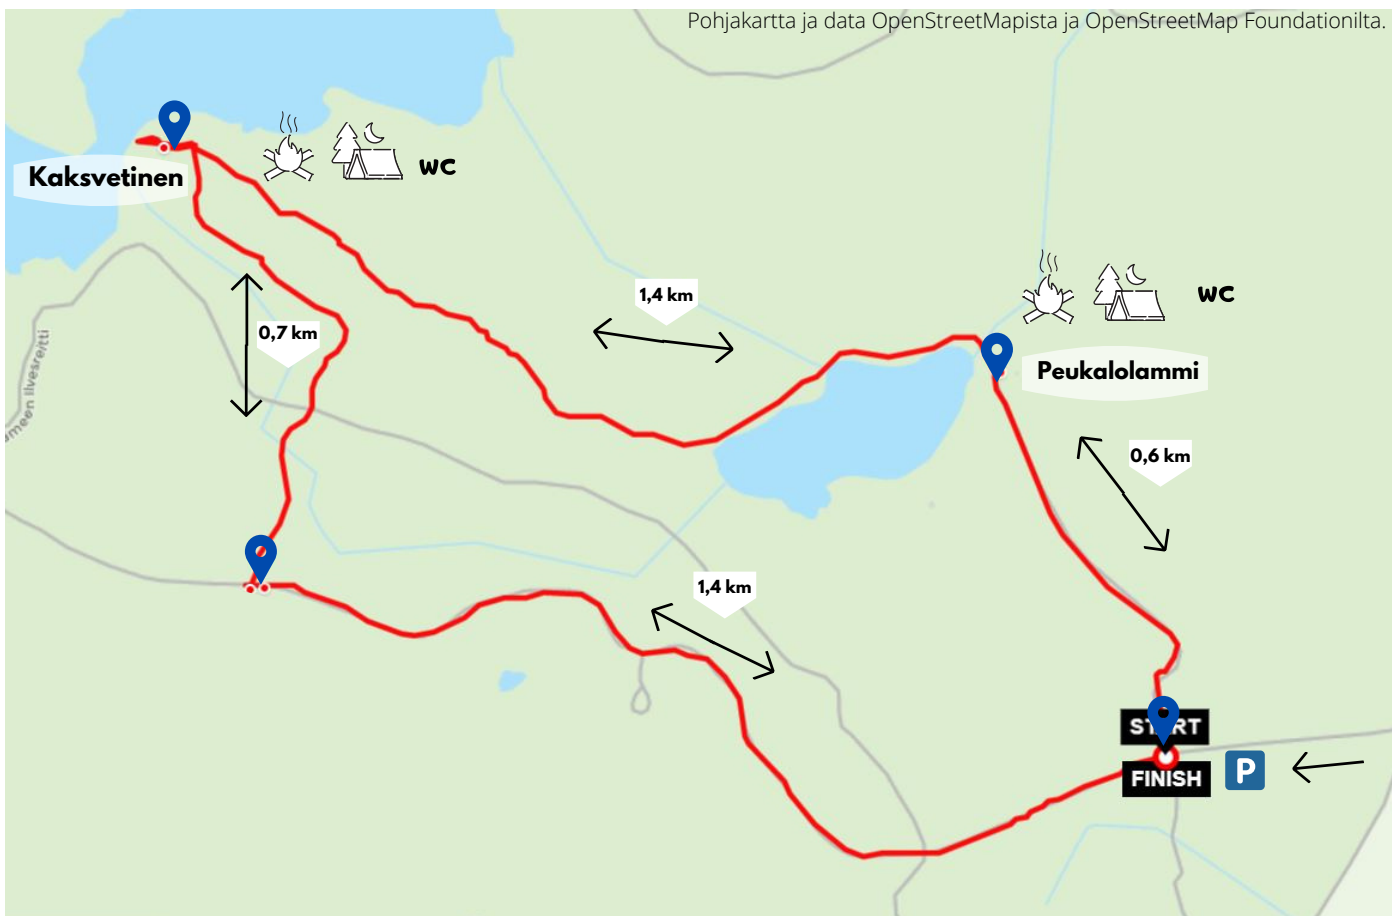 Pohjakartta ja data OpenStreetMapista ja OpenStreetMap Foundationilta.
Kaksvetinen
WC
1,4 km
WC
0,7 km
Peukalolammi
0,6 km
1,4 km
START
FINISH
P